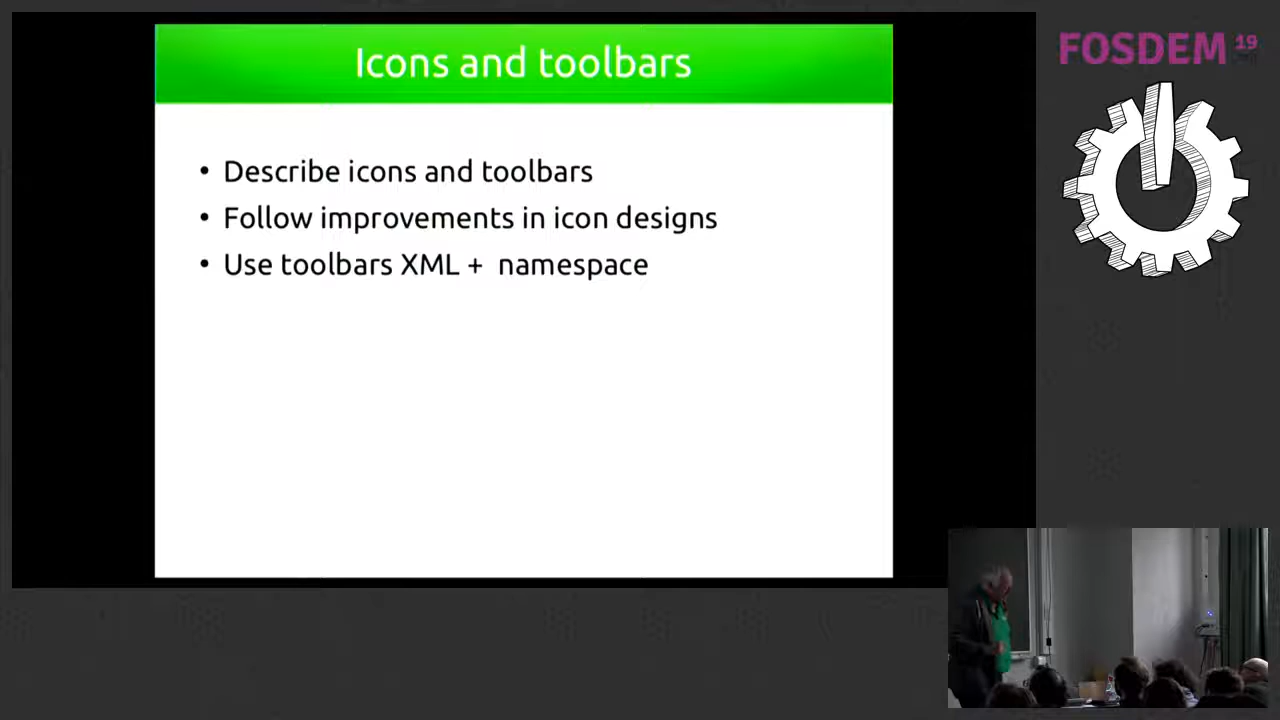 Icons and toolbars
FOSDEM 19
• Describe icons and toolbars
• Follow improvements in icon designs
• Use toolbars XML + namespace